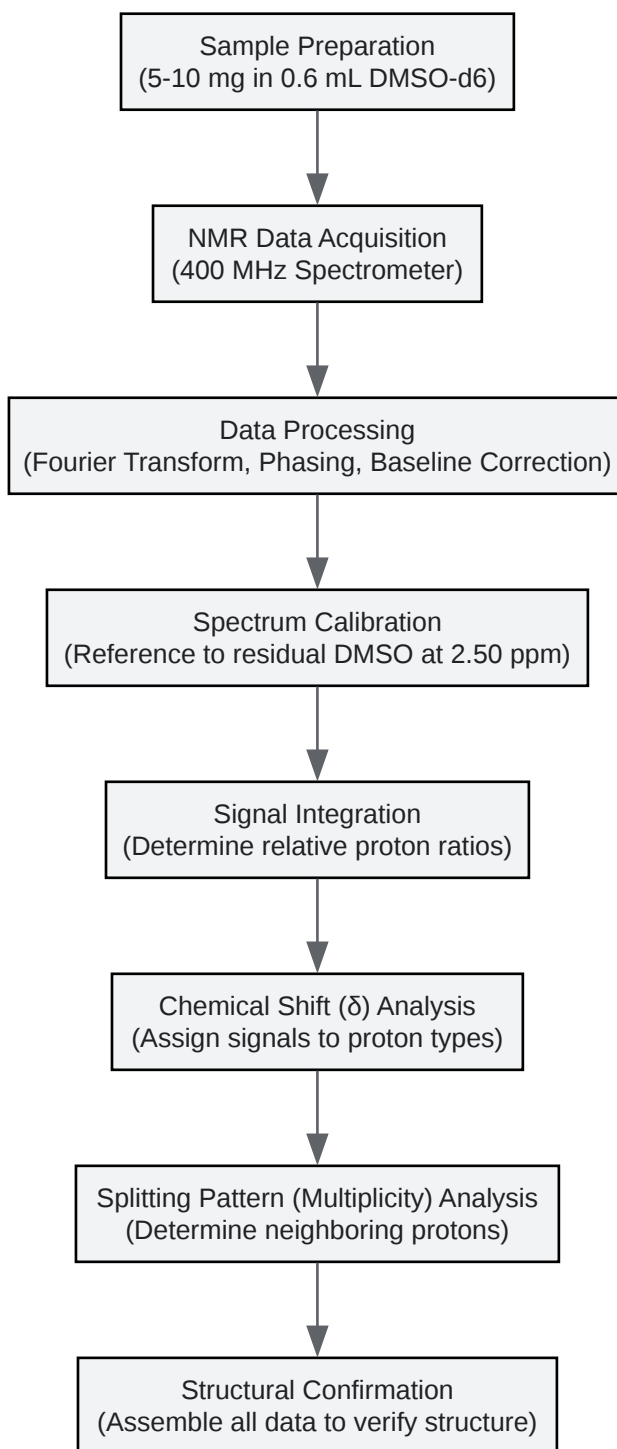 Sample Preparation
(5-10 mg in 0.6 mL DMSO-d6)
NMR Data Acquisition
(400 MHz Spectrometer)
Data Processing
(Fourier Transform, Phasing, Baseline Correction)
Spectrum Calibration
(Reference to residual DMSO at 2.50 ppm)
Signal Integration
(Determine relative proton ratios)
Chemical Shift (δ) Analysis
(Assign signals to proton types)
Splitting Pattern (Multiplicity) Analysis
(Determine neighboring protons)
Structural Confirmation
(Assemble all data to verify structure)